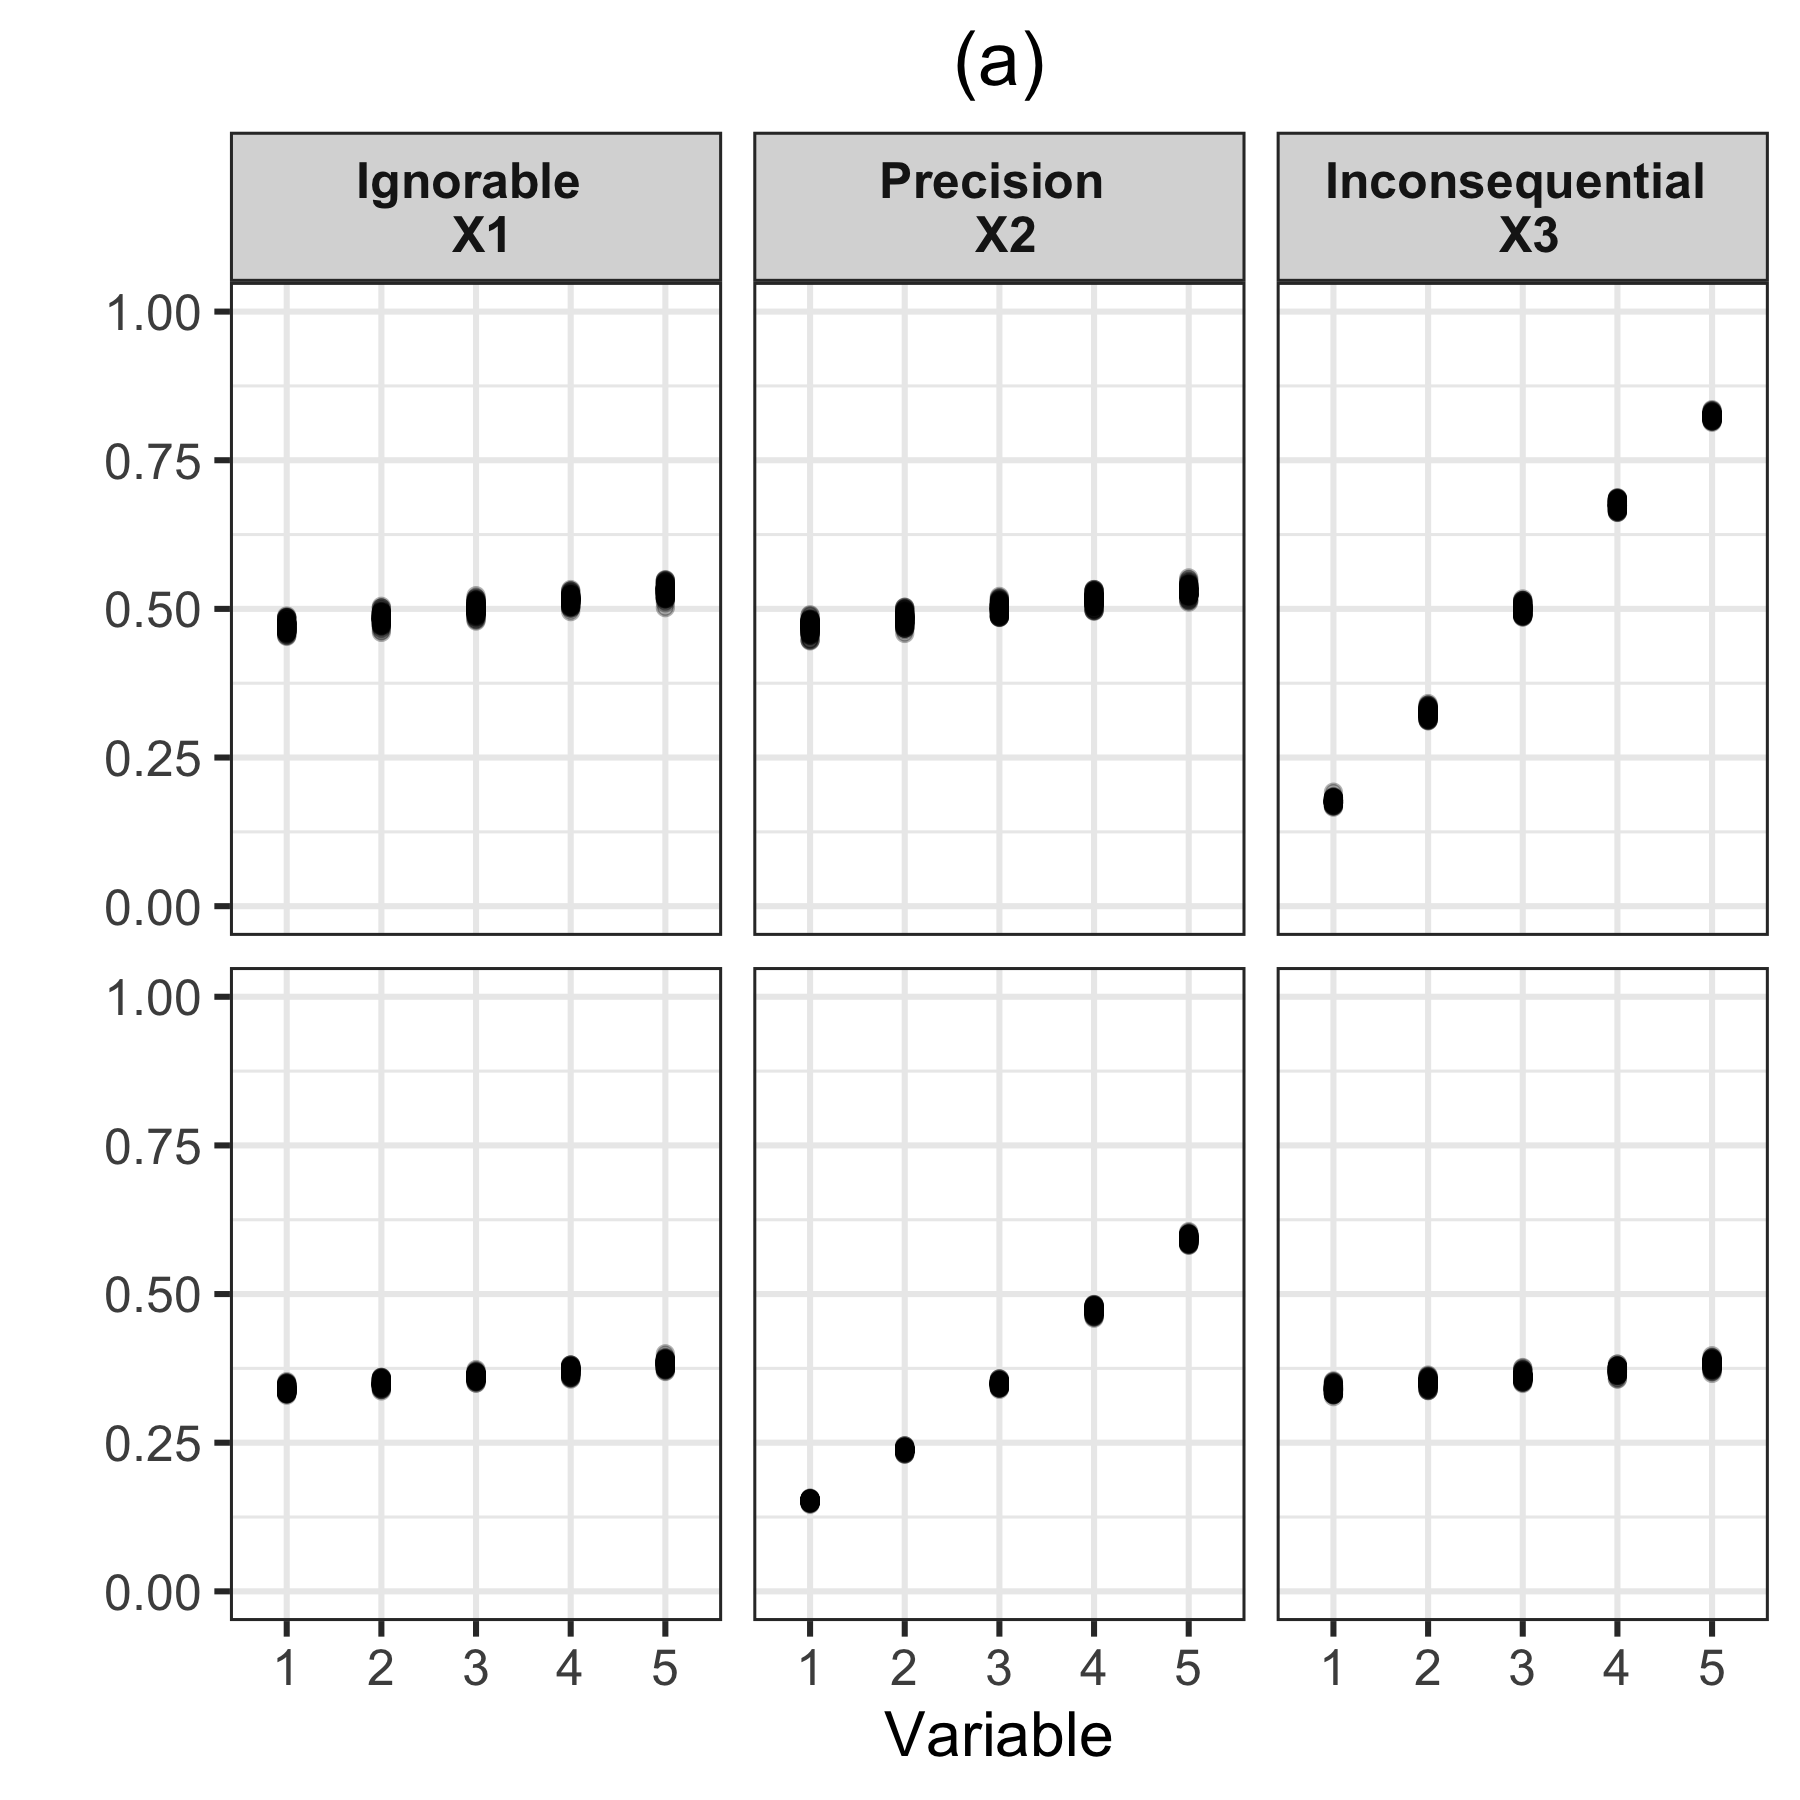 (a)
Ignorable
X1
Precision
X2
Inconsequential
X3
1.00
0.75
0.50
0.25
0.00
1.00
0.75
0.50
0.25
0.00
1 2 3 4 5 1 2 3 4 5 1 2 3 4 5
Variable